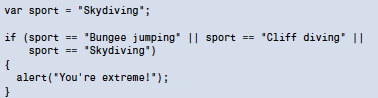 var sport = "Skydiving";
if (sport == "Bungee jumping" || sport == "Cliff diving" ||
sport == "Skydiving")
{
alert("You're extreme!");
}